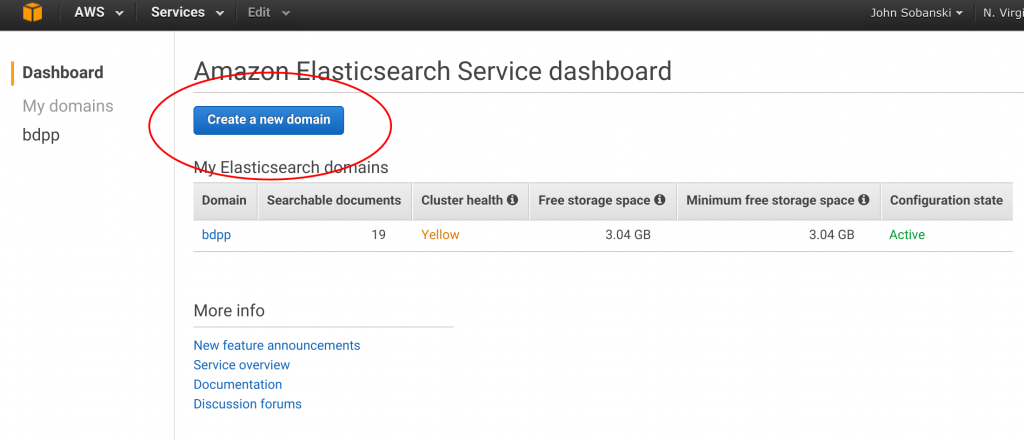 AWS Services Edit John Sobanski N. Virgi
Dashboard
My domains
bdpp
Amazon Elasticsearch Service dashboard
Create a new domain
My Elasticsearch domains
Domain Searchable documents Cluster health Free storage space Minimum free storage space Configuration state
bdpp 19 Yellow 3.04 GB 3.04 GB Active
More info
New feature announcements
Service overview
Documentation
Discussion forums